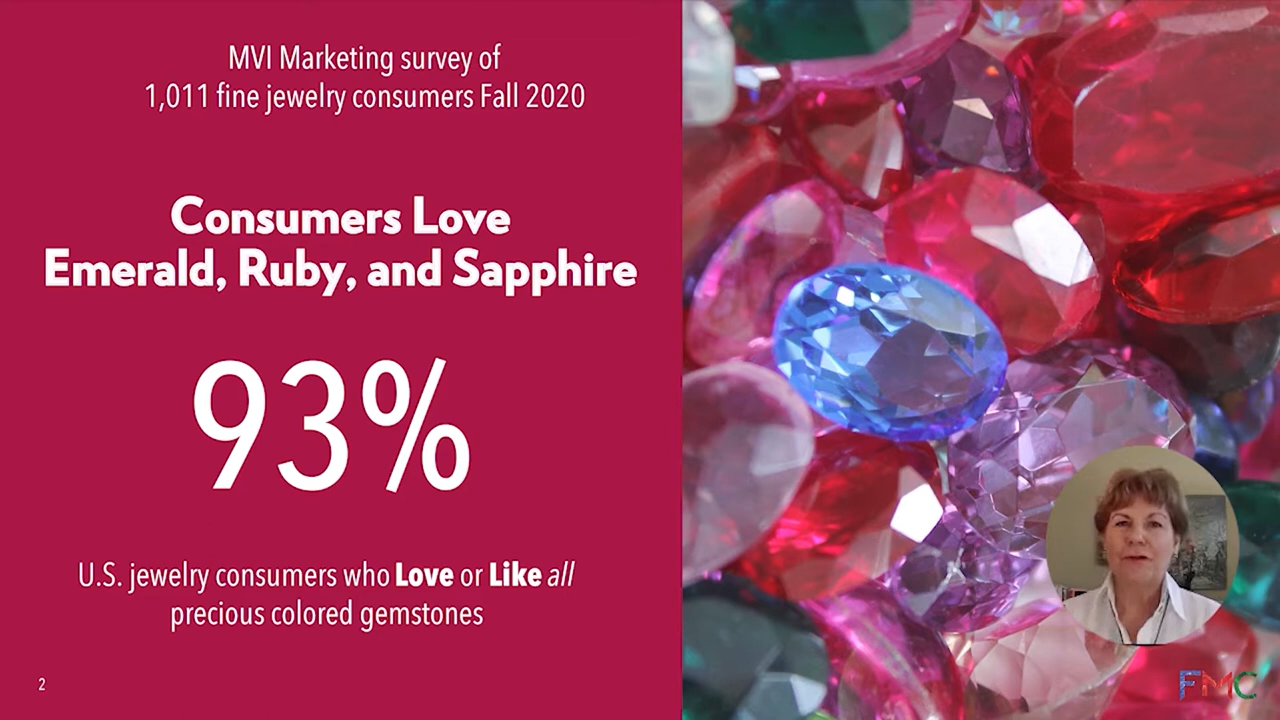 MVI Marketing survey of
1,011 fine jewelry consumers Fall 2020
Consumers Love
Emerald, Ruby, and Sapphire
93%
U.S. jewelry consumers who Love or Like all
precious colored gemstones
2
FMC